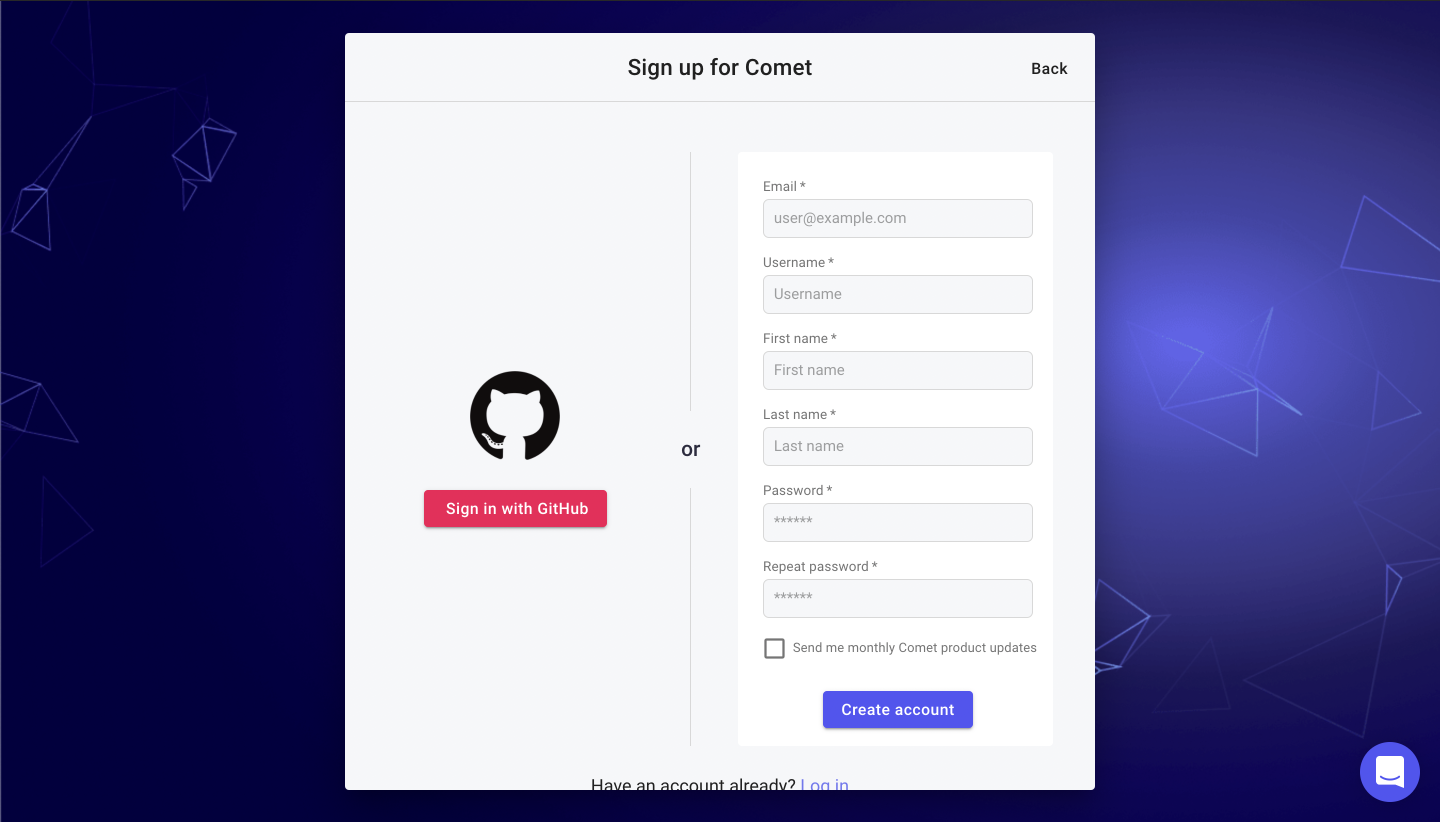 Sign up for Comet
Back
Sign in with GitHub
or
Email *
user@example.com
Username *
Username
First name *
First name
Last name *
Last name
Password *
******
Repeat password *
******
Send me monthly Comet product updates
Create account
Have an account already? Log in